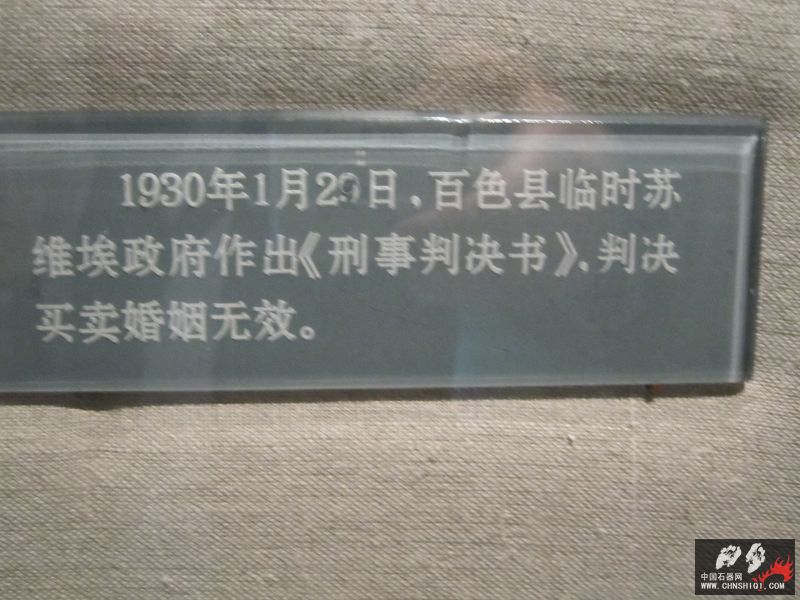 1930年1月29日，百色县临时苏
维埃政府作出《刑事判决书》，判决
买卖婚姻无效。
中国石器网
WWW.CHNSHIQI.COM